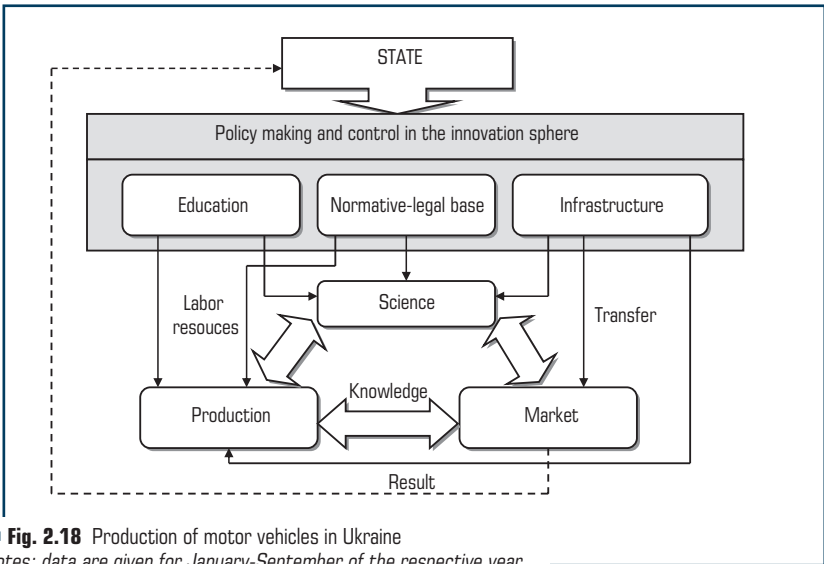 STATE
Policy making and control in the innovation sphere
Education
Normative-legal base
Infrastructure
Science
Labor
resouces
Transfer
Knowledge
Production
Market
Result
Fig. 2.18 Production of motor vehicles in Ukraine
otes: data are given for January-September of the respective year